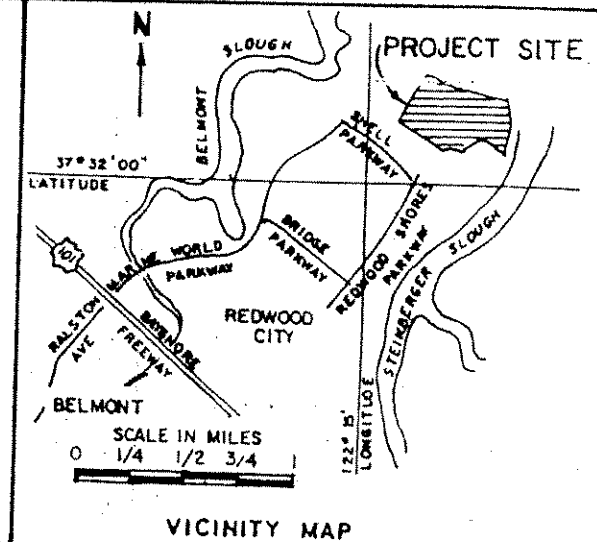 N
PROJECT SITE
BELMONT SLOUGH
SHELL PARKWAY
37° 32' 00"
LATITUDE
BRIDGE PARKWAY
REDWOOD SHORES PARKWAY
STEINBERGER SLOUGH
101
MARINE WORLD PARKWAY
RALSTON AVE
BAYSHORE FREEWAY
REDWOOD CITY
BELMONT
122° 15'
LONGITUDE
SCALE IN MILES
0 1/4 1/2 3/4 1
VICINITY MAP